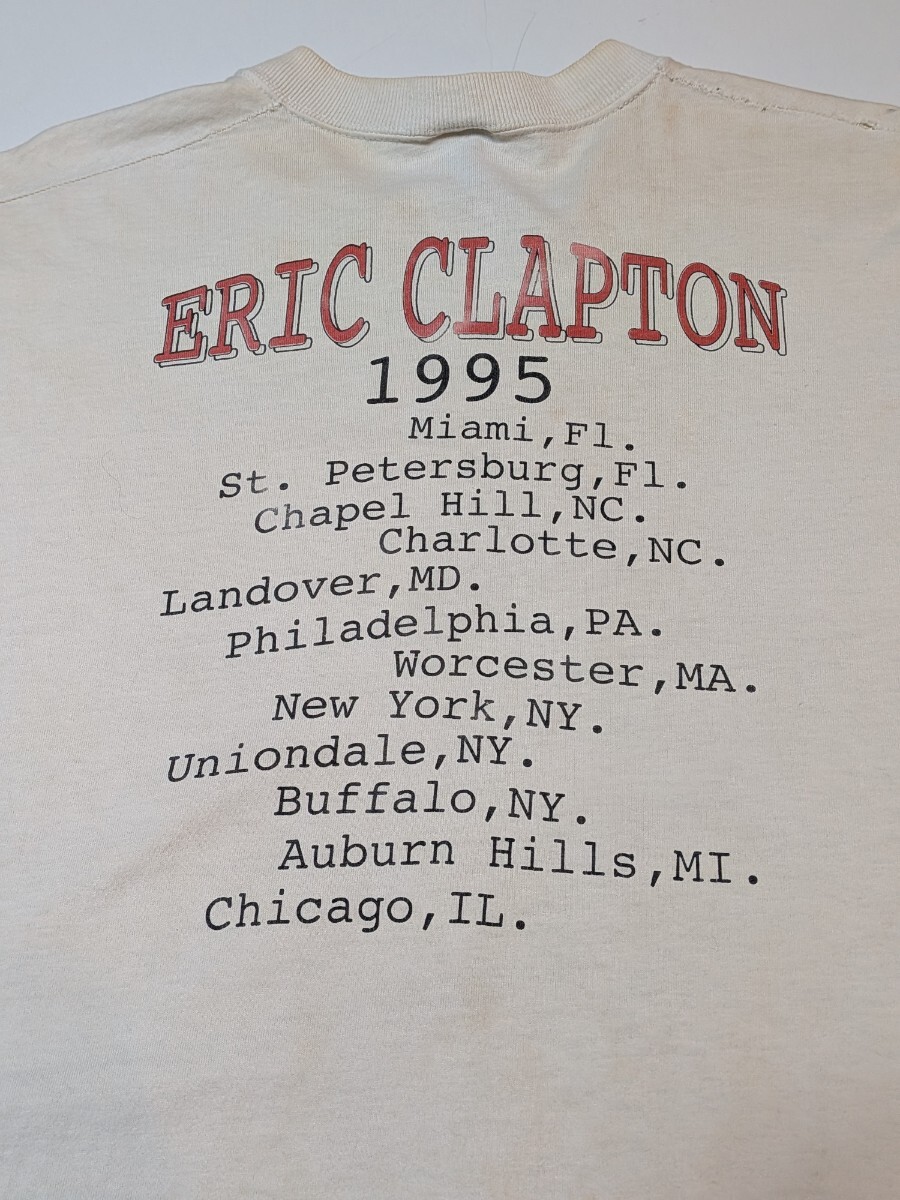 ERIC CLAPTON
1995
Miami,Fl.
St. Petersburg,Fl.
Chapel Hill,NC.
Charlotte,NC.
Landover,MD.
Philadelphia,PA.
Worcester,MA.
New York,NY.
Uniondale,NY.
Buffalo,NY.
Auburn Hills,MI.
Chicago,IL.